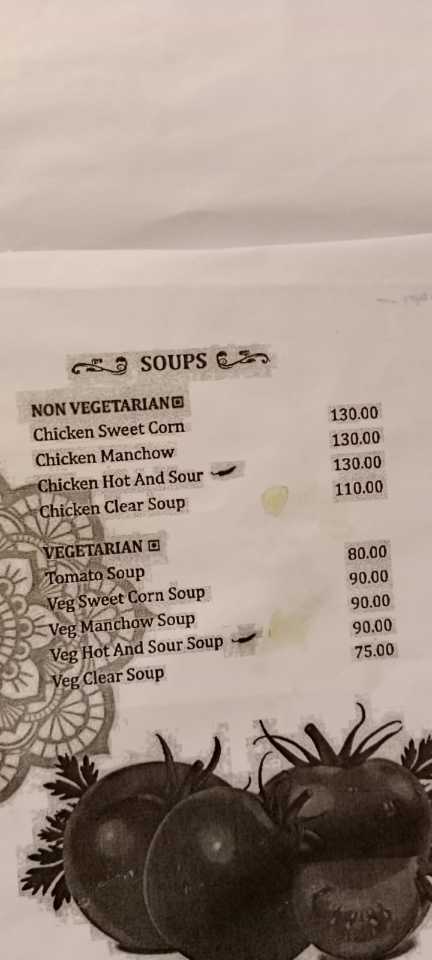 SOUPS
NON VEGETARIAN
Chicken Sweet Corn 130.00
Chicken Manchow 130.00
Chicken Hot And Sour 130.00
Chicken Clear Soup 110.00
VEGETARIAN
Tomato Soup 80.00
Veg Sweet Corn Soup 90.00
Veg Manchow Soup 90.00
Veg Hot And Sour Soup 90.00
Veg Clear Soup 75.00